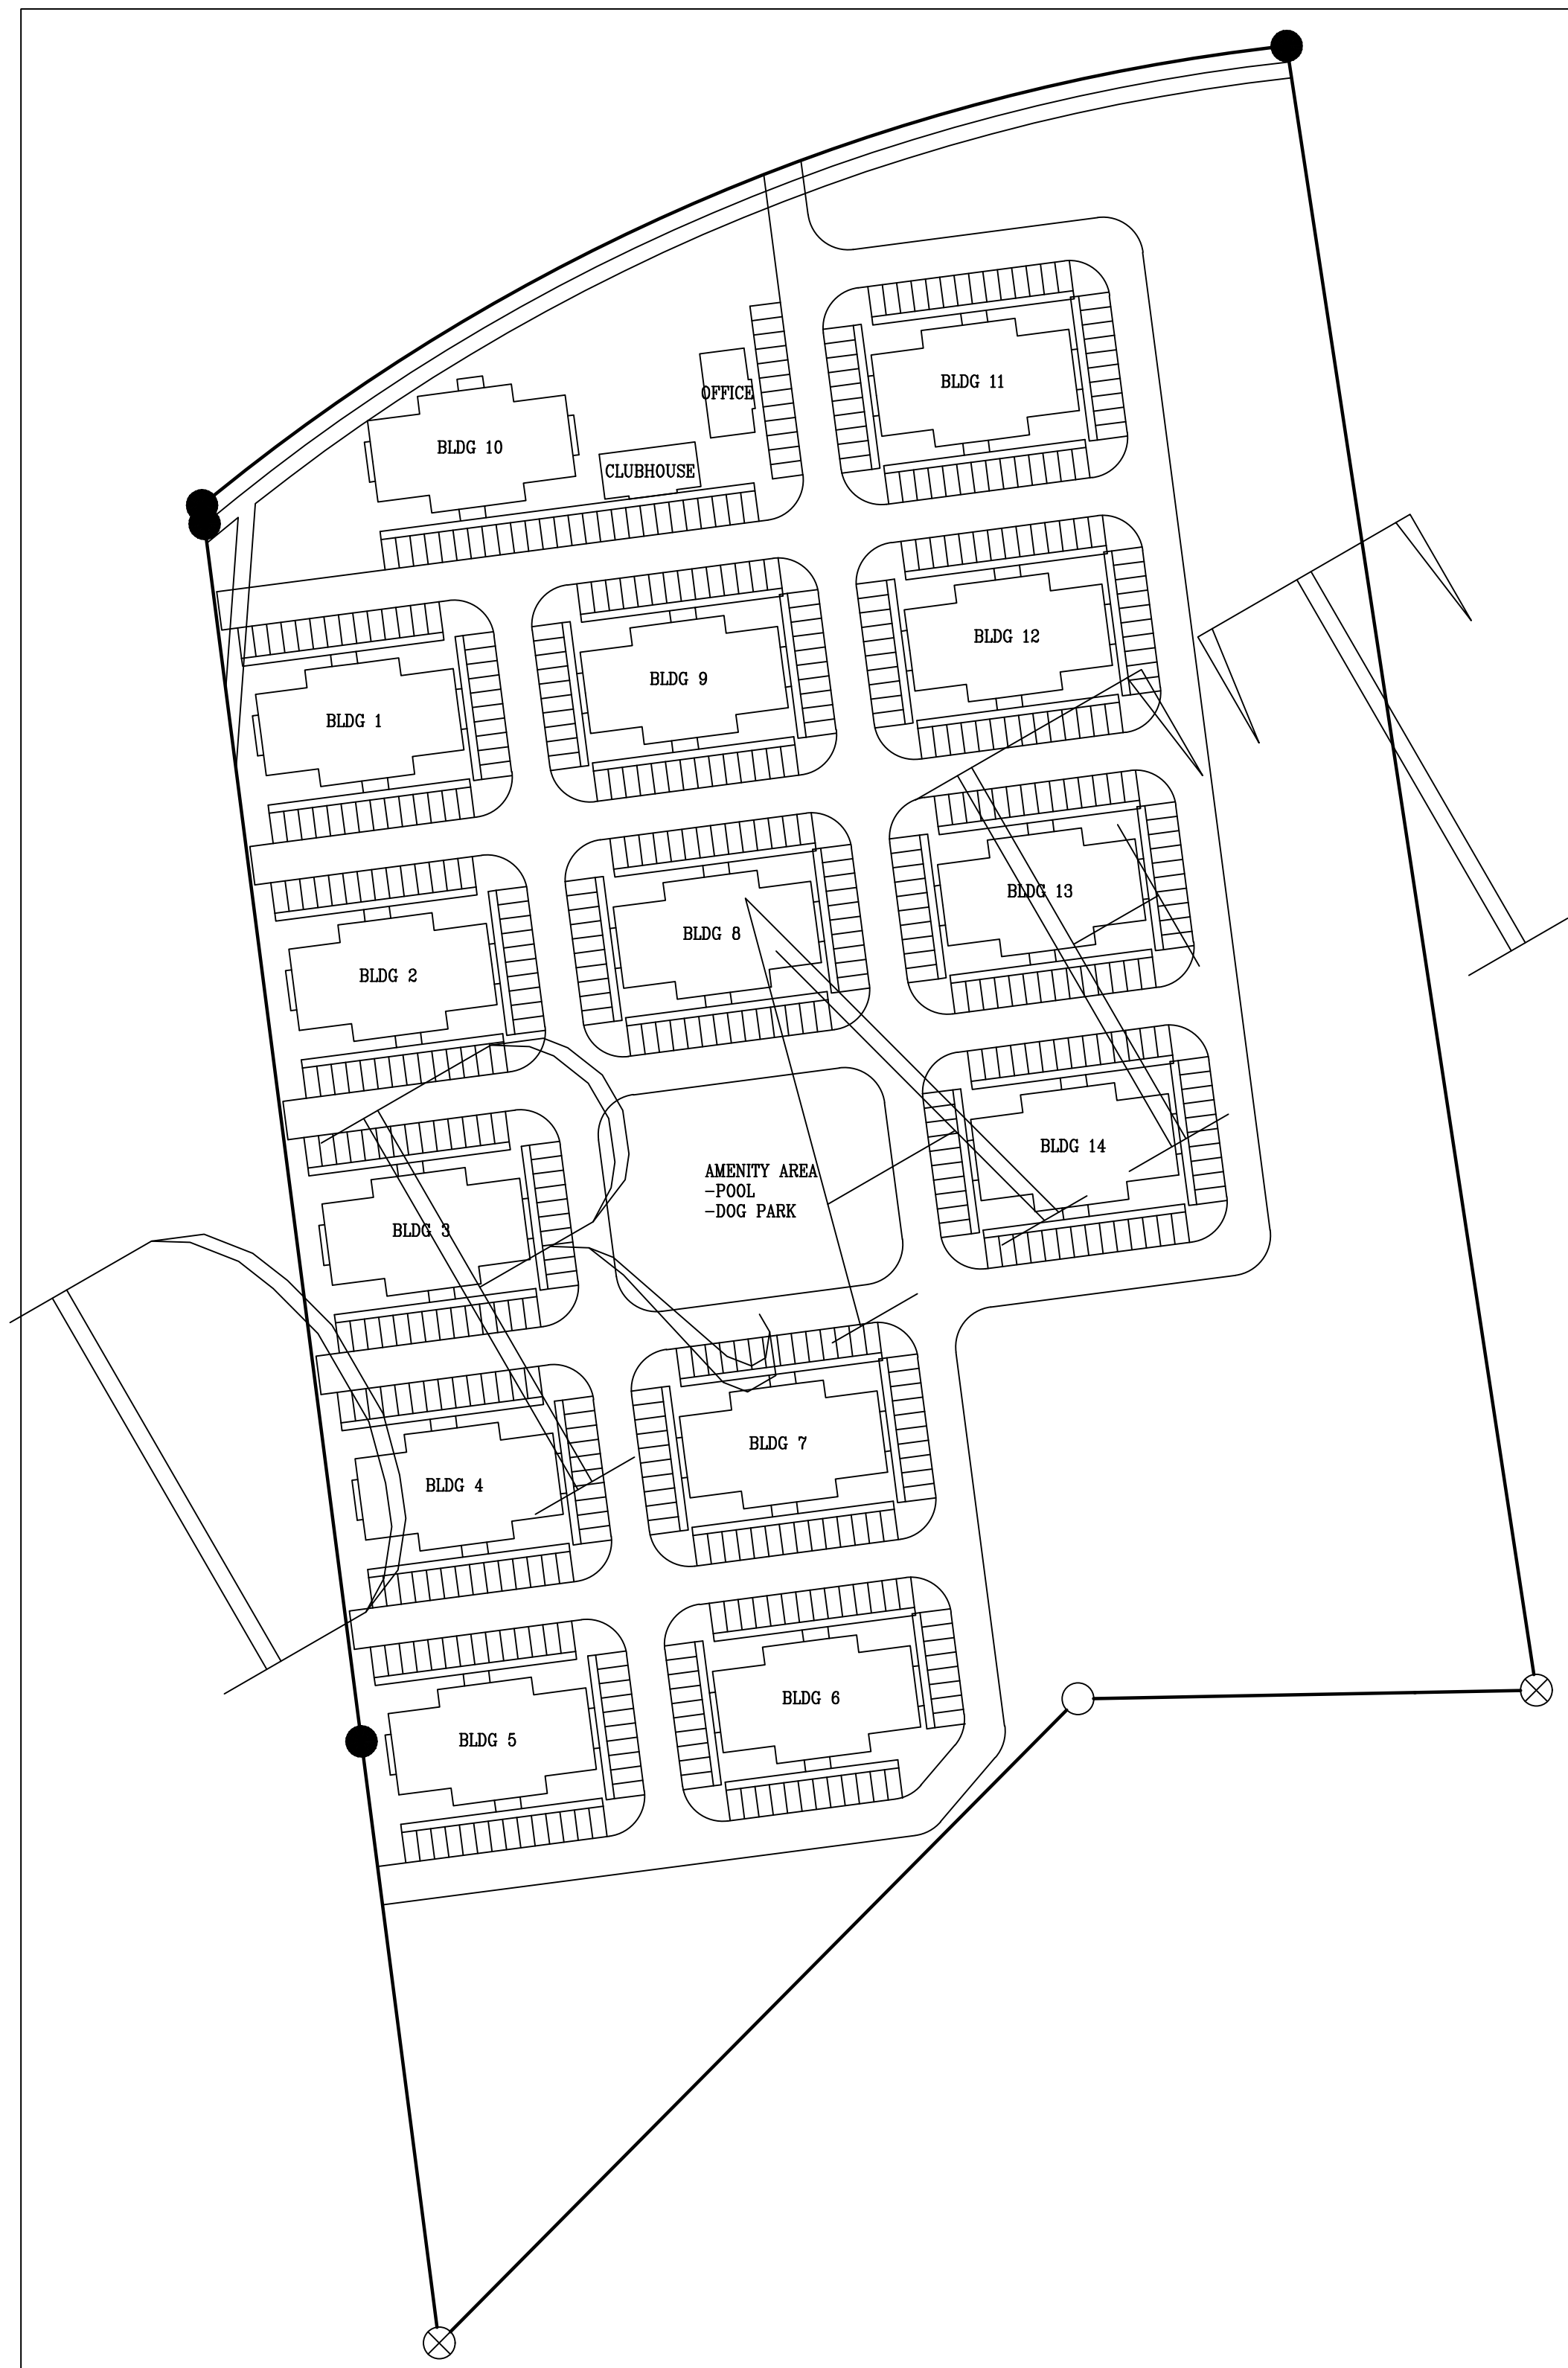 OFFICE
BLDG 11
BLDG 10
CLUBHOUSE
BLDG 12
BLDG 9
BLDG 1
BLDG 13
BLDG 8
BLDG 2
BLDG 14
AMENITY AREA
-POOL
-DOG PARK
BLDG 3
BLDG 7
BLDG 4
BLDG 6
BLDG 5
DRAFT